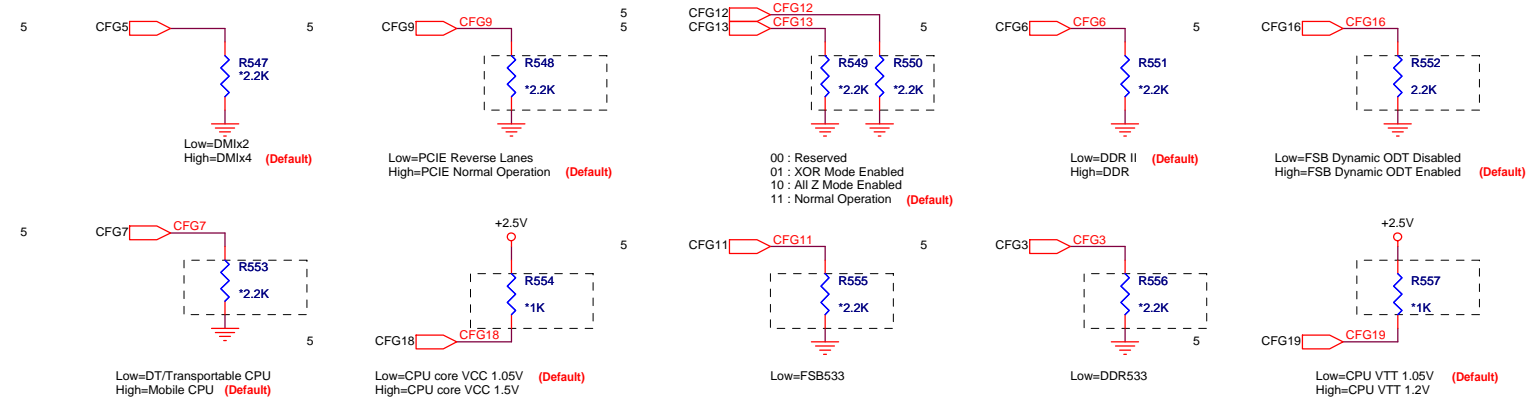 5 CFG5 CFG5 5 CFG9 CFG9 5 CFG12 CFG12 CFG6 CFG6 5 CFG16 CFG16
5 CFG13 CFG13
R547 *2.2K
R548 *2.2K
R549 *2.2K
R550 *2.2K
R551 *2.2K
R552 2.2K
Low=DMIx2
High=DMIx4 (Default)
Low=PCIE Reverse Lanes
High=PCIE Normal Operation (Default)
00 : Reserved
01 : XOR Mode Enabled
10 : All Z Mode Enabled
11 : Normal Operation (Default)
Low=DDR II (Default)
High=DDR
Low=FSB Dynamic ODT Disabled
High=FSB Dynamic ODT Enabled (Default)
5 CFG7 CFG7
R553 *2.2K
5
Low=DT/Transportable CPU
High=Mobile CPU (Default)
+2.5V
R554 *1K
CFG18 CFG18
Low=CPU core VCC 1.05V (Default)
High=CPU core VCC 1.5V
5 CFG11 CFG11
R555 *2.2K
Low=FSB533
5 CFG3 CFG3
R556 *2.2K
Low=DDR533
+2.5V
R557 *1K
5 CFG19 CFG19
Low=CPU VTT 1.05V (Default)
High=CPU VTT 1.2V